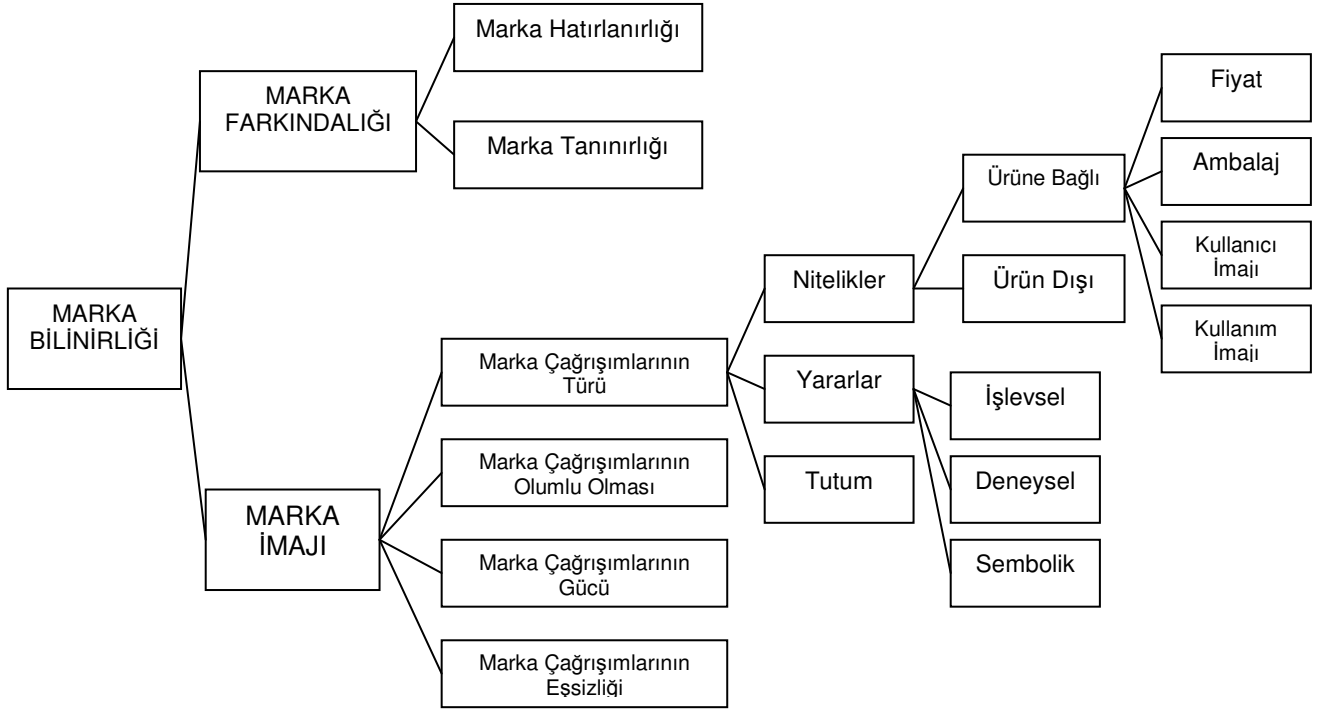 MARKA
BİLİNİRLİĞİ
MARKA
FARKINDALIĞI
Marka Hatırlanırlığı
Marka Tanınırlığı
MARKA
İMAJI
Marka Çağrışımlarının
Türü
Marka Çağrışımlarının
Olumlu Olması
Marka Çağrışımlarının
Gücü
Marka Çağrışımlarının
Eşsizliği
Nitelikler
Yararlar
Tutum
Ürüne Bağlı
Ürün Dışı
İşlevsel
Deneysel
Sembolik
Fiyat
Ambalaj
Kullanıcı
İmajı
Kullanım
İmajı